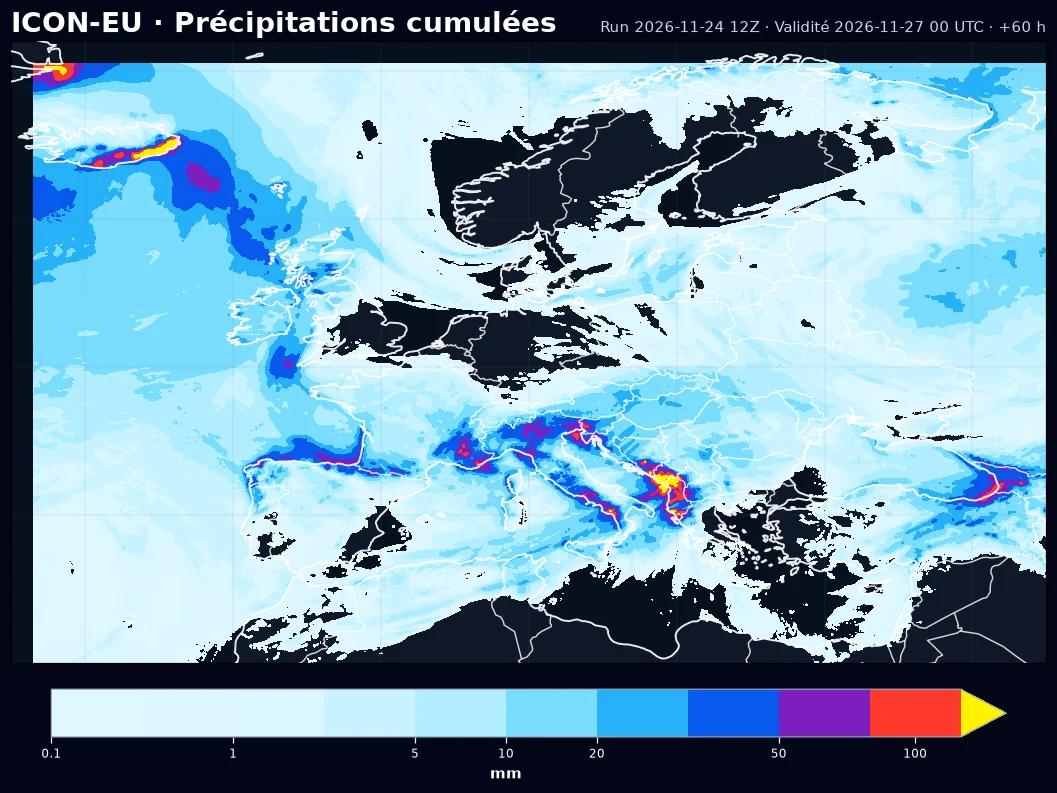 ICON-EU · Précipitations cumulées
Run 2026-11-24 12Z · Validité 2026-11-27 00 UTC · +60 h
0.1 1 5 10 20 50 100
mm